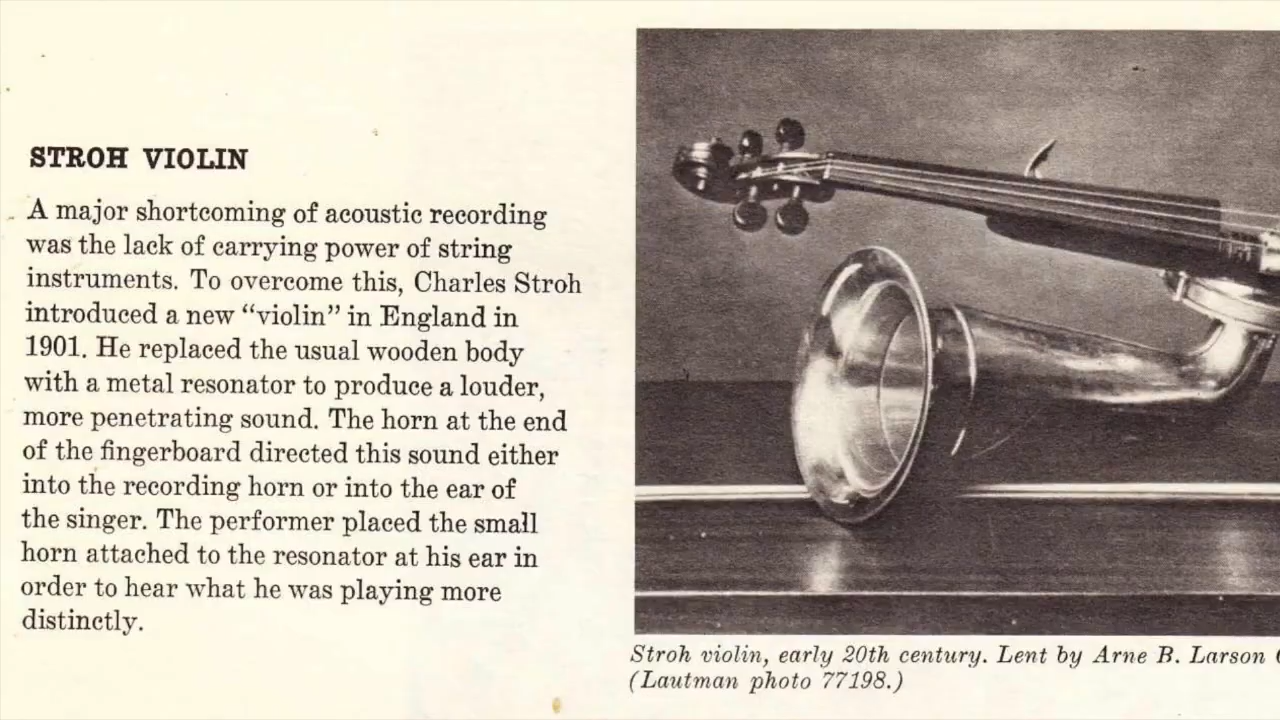 STROH VIOLIN
A major shortcoming of acoustic recording
was the lack of carrying power of string
instruments. To overcome this, Charles Stroh
introduced a new “violin” in England in
1901. He replaced the usual wooden body
with a metal resonator to produce a louder,
more penetrating sound. The horn at the end
of the fingerboard directed this sound either
into the recording horn or into the ear of
the singer. The performer placed the small
horn attached to the resonator at his ear in
order to hear what he was playing more
distinctly.
Stroh violin, early 20th century. Lent by Arne B. Larson
(Lautman photo 77198.)